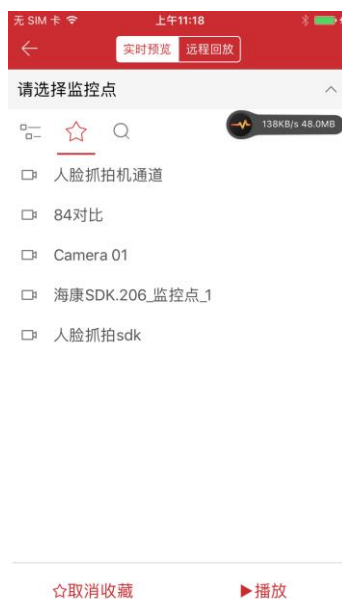 无 SIM 卡 上午11:18
实时预览 远程回放
请选择监控点
138KB/s 48.0MB
人脸抓拍机通道
84对比
Camera 01
海康SDK.206_监控点_1
人脸抓拍sdk
☆取消收藏 ▶播放